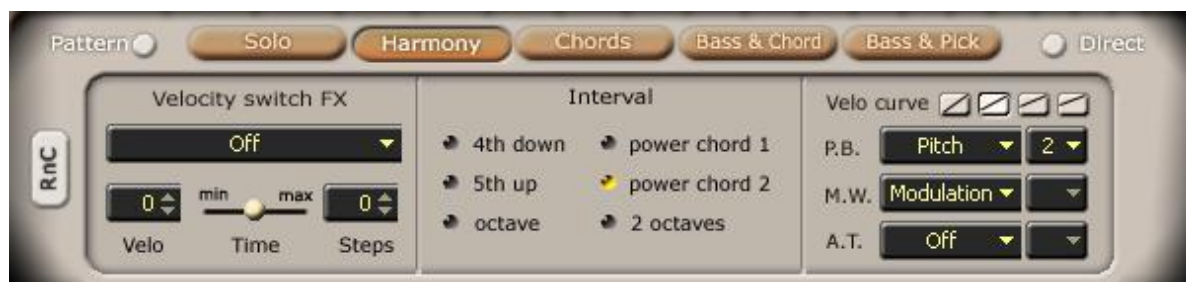 Pattern Solo Harmony Chords Bass & Chord Bass & Pick Direct
RnC
Velocity switch FX
Off
0 min max 0
Velo Time Steps
Interval
4th down power chord 1
5th up power chord 2
octave 2 octaves
Velo curve
P.B. Pitch 2
M.W. Modulation
A.T. Off